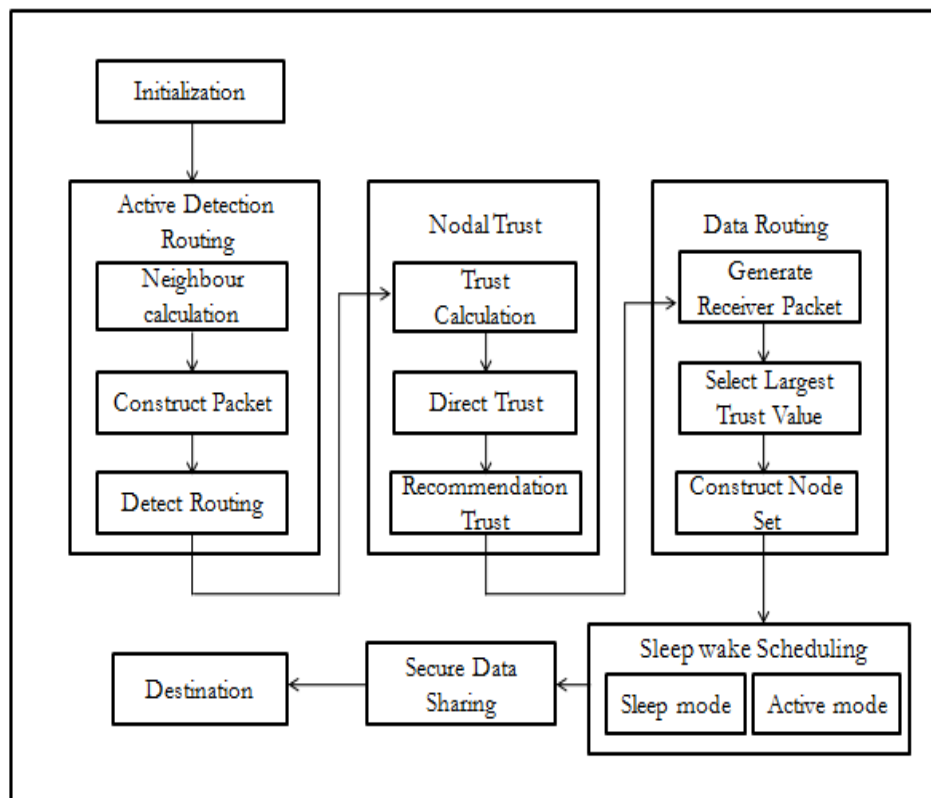 Initialization
Active Detection
Routing
Neighbour
calculation
Construct Packet
Detect Routing
Nodal Trust
Trust
Calculation
Direct Trust
Recommendation
Trust
Data Routing
Generate
Receiver Packet
Select Largest
Trust Value
Construct Node
Set
Sleep wake Scheduling
Sleep mode
Active mode
Secure Data
Sharing
Destination